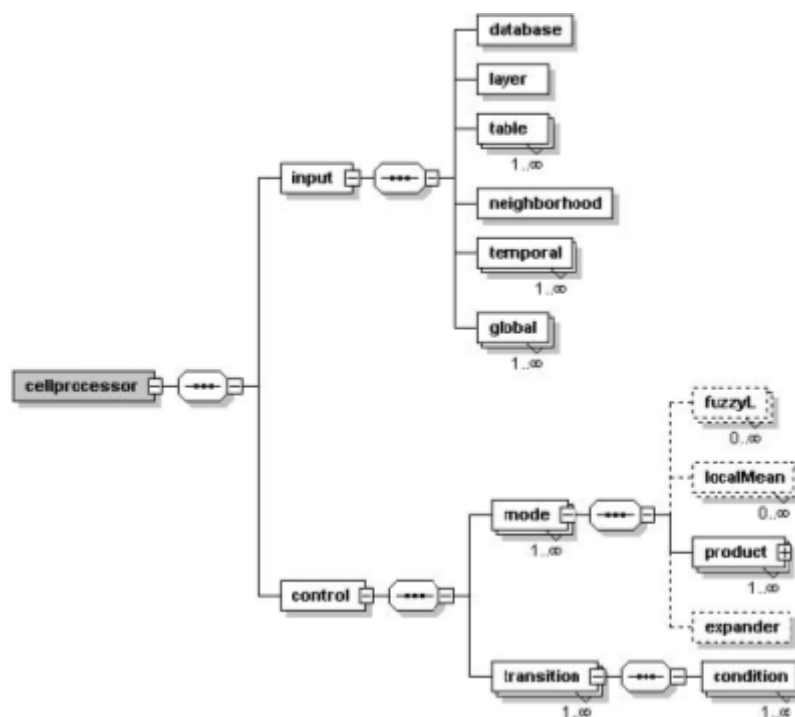 database
layer
table
1..∞
input
neighborhood
temporal
1..∞
global
1..∞
cellprocessor
fuzzyL
0..∞
localMean
0..∞
mode
1..∞
product
1..∞
control
expander
transition
1..∞
condition
1..∞